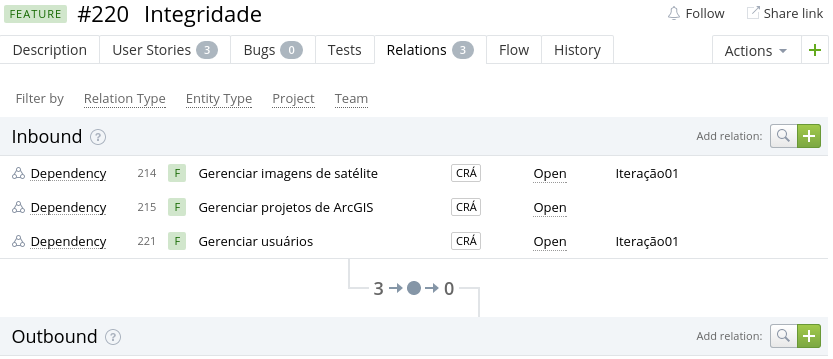 FEATURE #220 Integridade Follow Share link
Description User Stories 3 Bugs 0 Tests Relations 3 Flow History Actions +
Filter by Relation Type Entity Type Project Team
Inbound ? Add relation: +
Dependency 214 F Gerenciar imagens de satélite CRÁ Open Iteração01
Dependency 215 F Gerenciar projetos de ArcGIS CRÁ Open
Dependency 221 F Gerenciar usuários CRÁ Open Iteração01
3 → → 0
Outbound ? Add relation: +